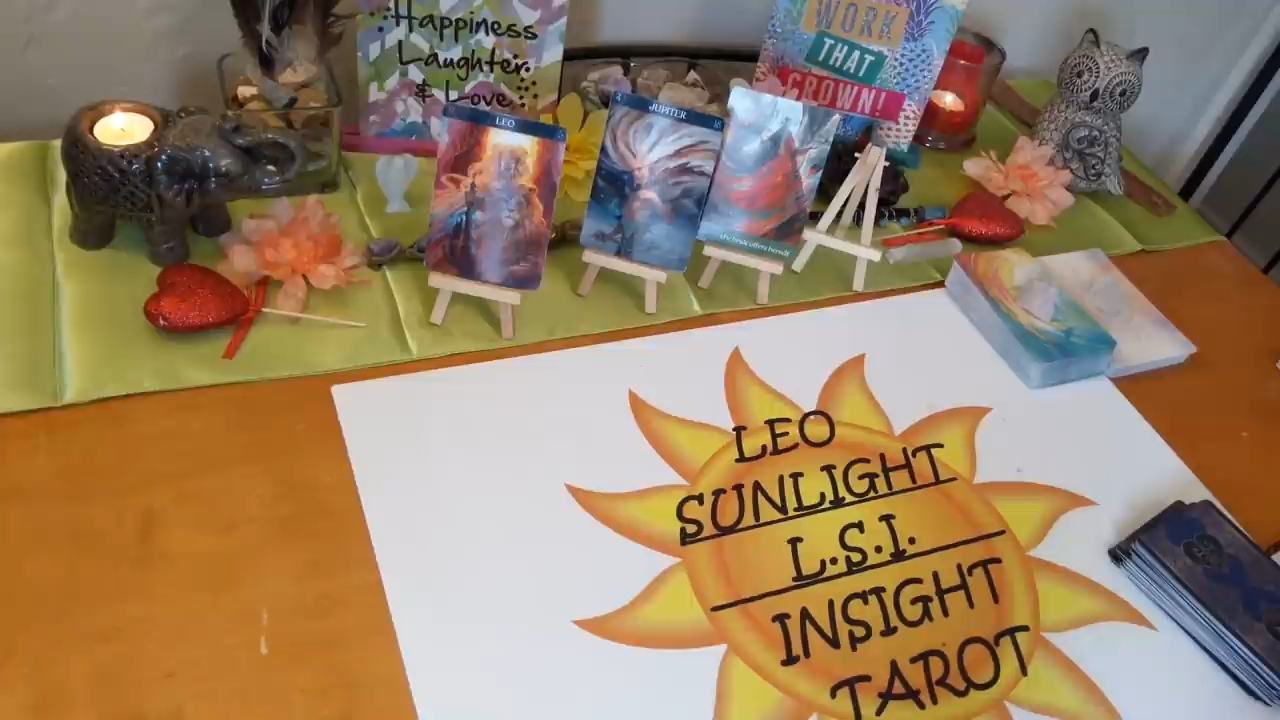 Happiness
Laughter
& Love
WORK
THAT
CROWN!
LEO
JUPITER
LEO
SUNLIGHT
L.S.I.
INSIGHT
TAROT